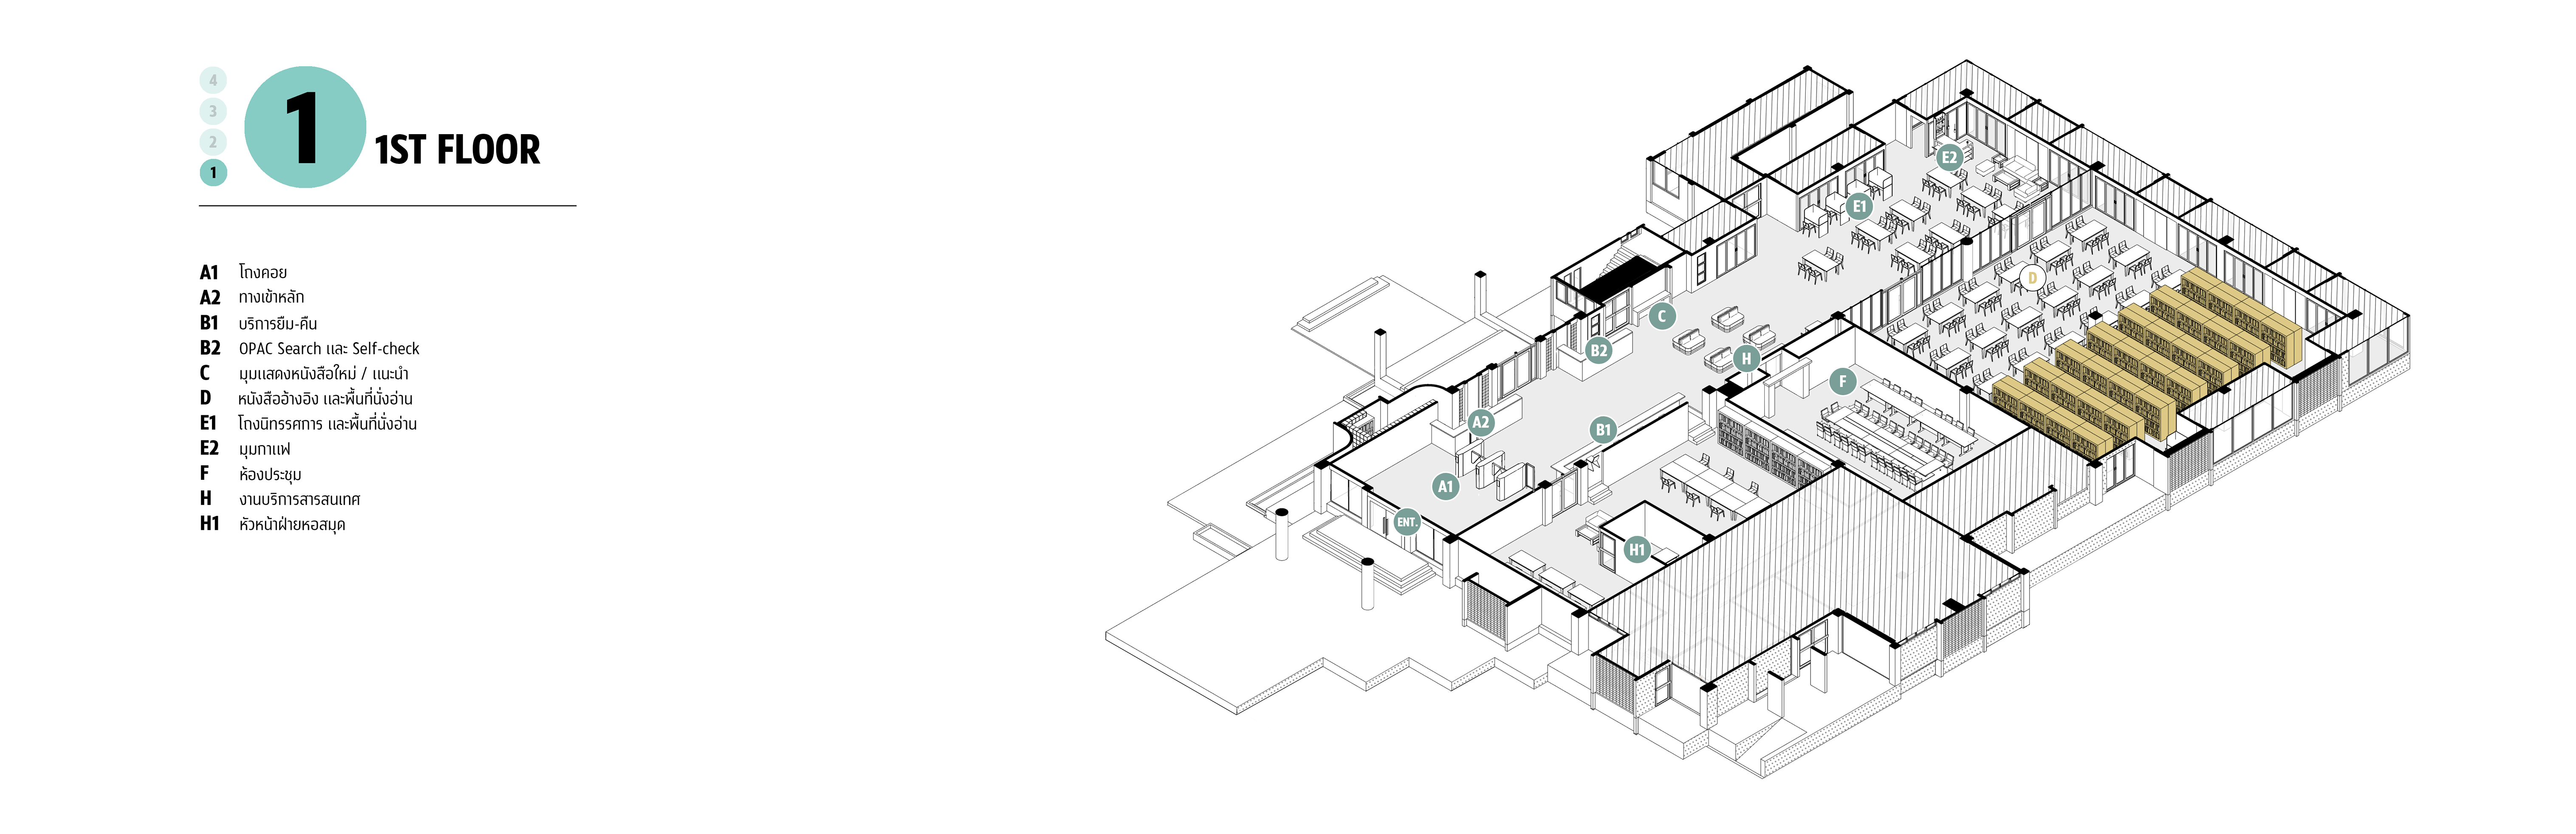 4
3
2
1
1
1ST FLOOR
A1 โถงคอย
A2 ทางเข้าหลัก
B1 บริการยืม-คืน
B2 OPAC Search และ Self-check
C มุมแสดงหนังสือใหม่ / แนะนำ
D หนังสืออ้างอิง และพื้นที่นั่งอ่าน
E1 โถงนิทรรศการ และพื้นที่นั่งอ่าน
E2 มุมกาแฟ
F ห้องประชุม
H งานบริการสารสนเทศ
H1 หัวหน้าฝ่ายหอสมุด
E2
E1
D
C
B2
H
F
A2
B1
A1
ENT.
H1